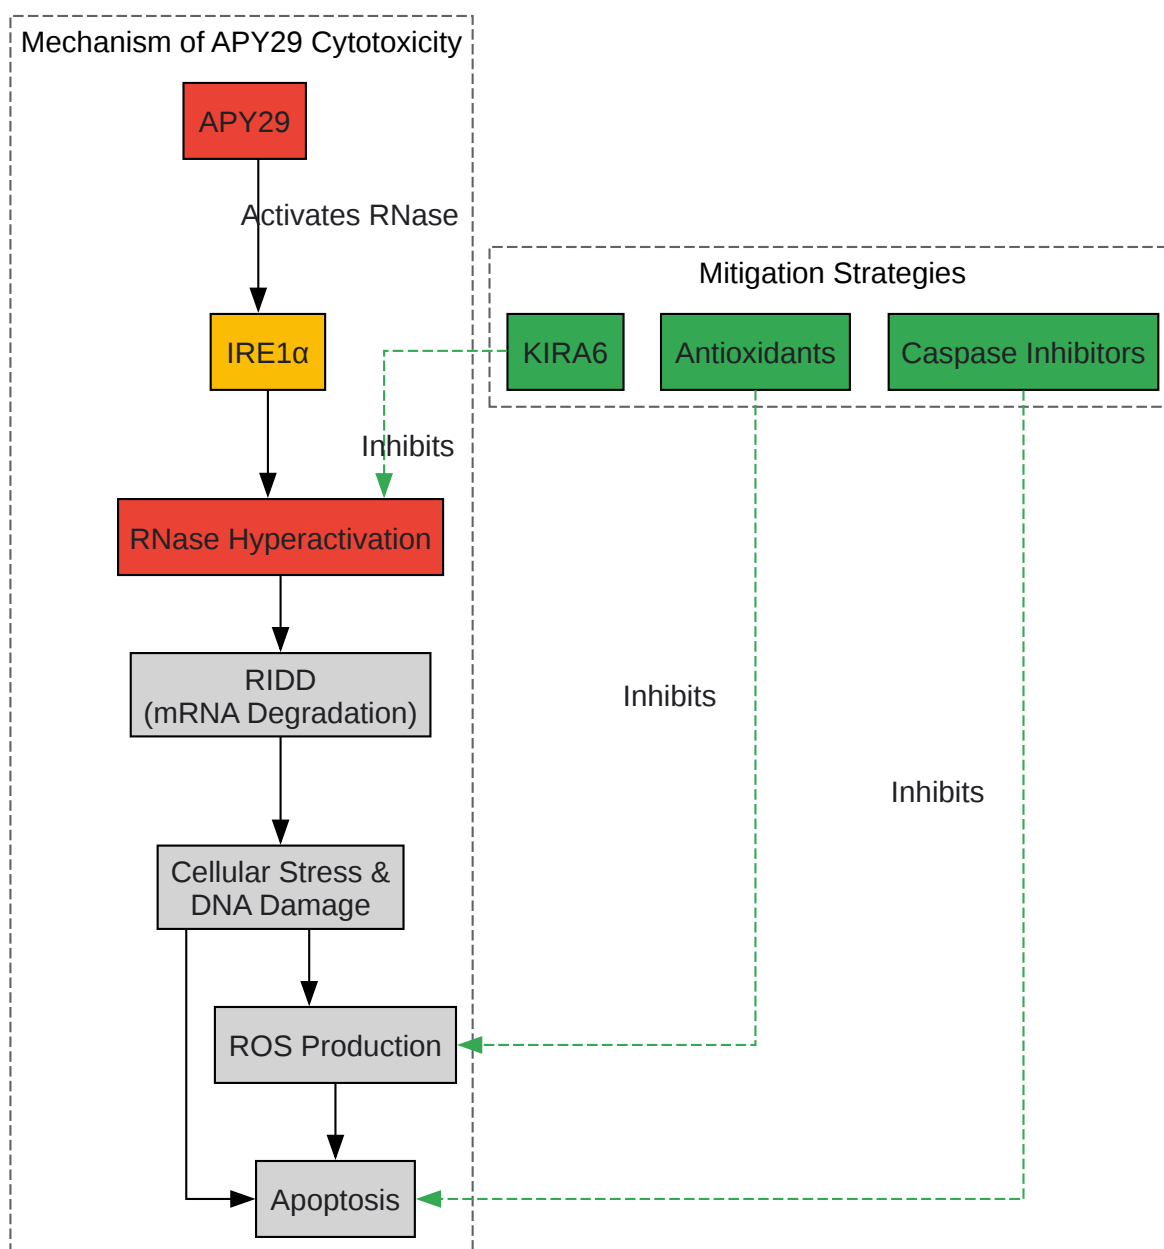 Mechanism of APY29 Cytotoxicity
APY29
Activates RNase
Mitigation Strategies
IRE1α
KIRA6
Antioxidants
Caspase Inhibitors
Inhibits
RNase Hyperactivation
RIDD
(mRNA Degradation)
Inhibits
Inhibits
Cellular Stress &
DNA Damage
ROS Production
Apoptosis